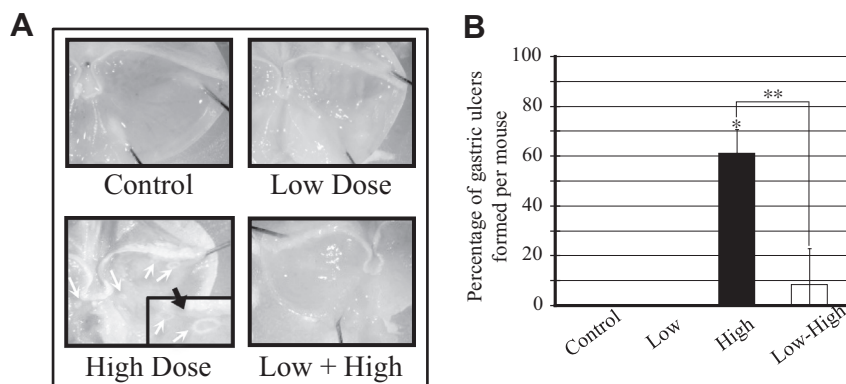 A
Control
Low Dose
High Dose
Low + High
B
Percentage of gastric ulcers
formed per mouse
100
80
60
40
20
0
*
**
Control
Low
High
Low-High